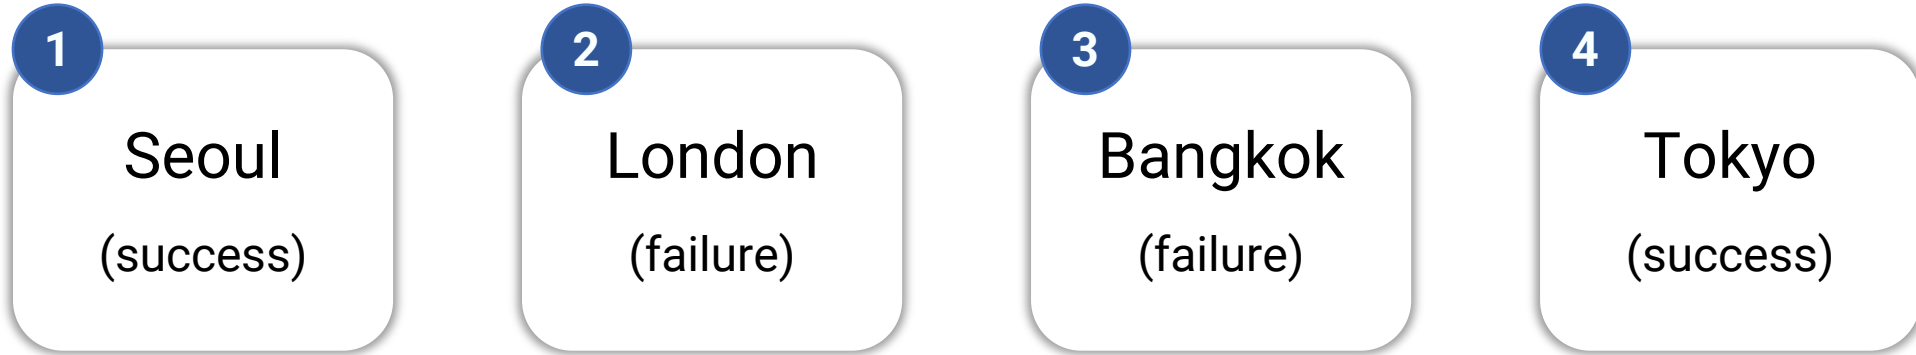 1
Seoul
(success)
2
London
(failure)
3
Bangkok
(failure)
4
Tokyo
(success)